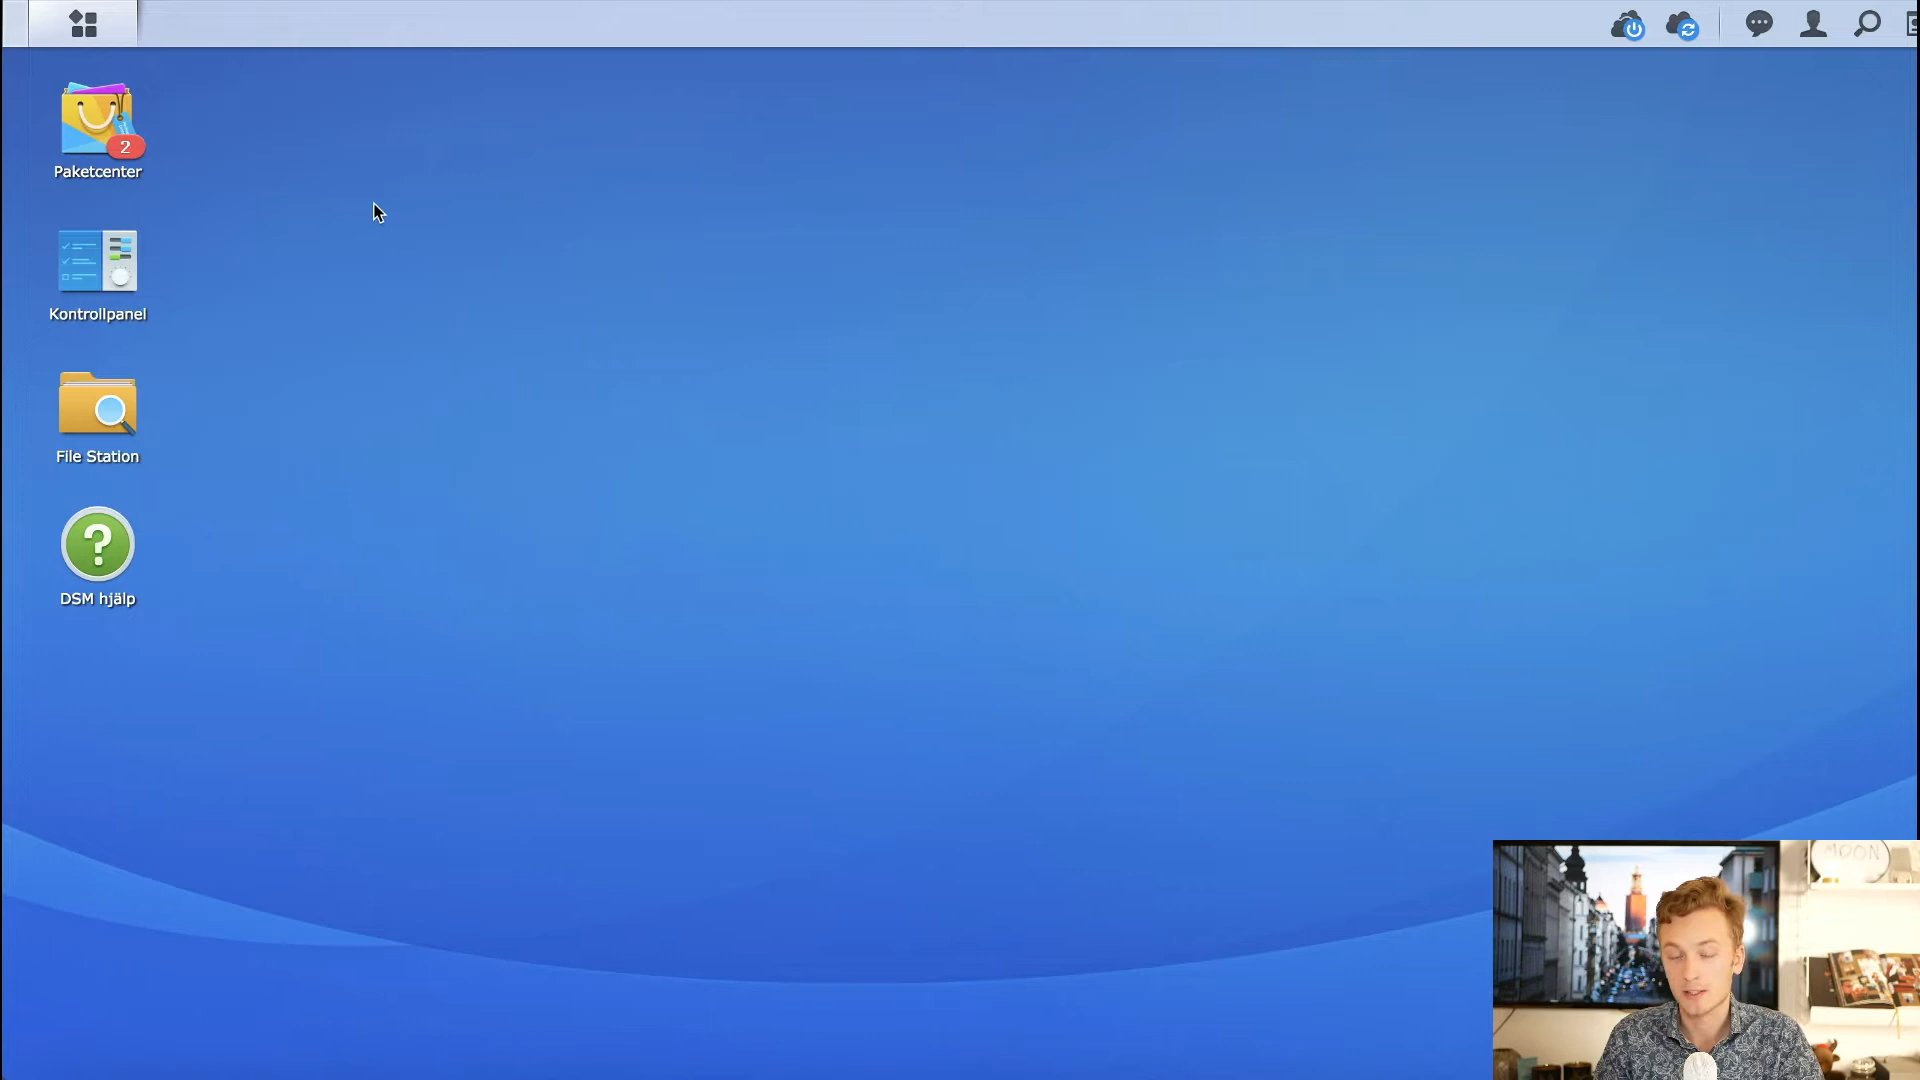 2
Paketcenter
Kontrollpanel
File Station
DSM hjälp
MOON